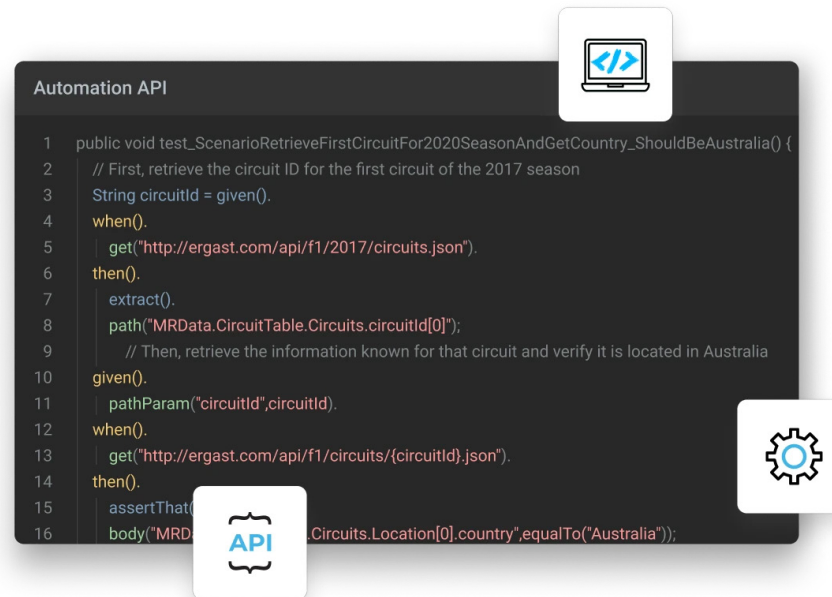 Automation API
</>
1 public void test_ScenarioRetrieveFirstCircuitFor2020SeasonAndGetCountry_ShouldBeAustralia() {
2 // First, retrieve the circuit ID for the first circuit of the 2017 season
3 String circuitId = given().
4 when().
5 get("http://ergast.com/api/f1/2017/circuits.json").
6 then().
7 extract().
8 path("MRData.CircuitTable.Circuits.circuitId[0]");
9 // Then, retrieve the information known for that circuit and verify it is located in Australia
10 given().
11 pathParam("circuitId",circuitId).
12 when().
13 get("http://ergast.com/api/f1/circuits/{circuitId}.json").
14 then().
15 assertThat(
16 body("MRD .Circuits.Location[0].country",equalTo("Australia"));
{
API
}